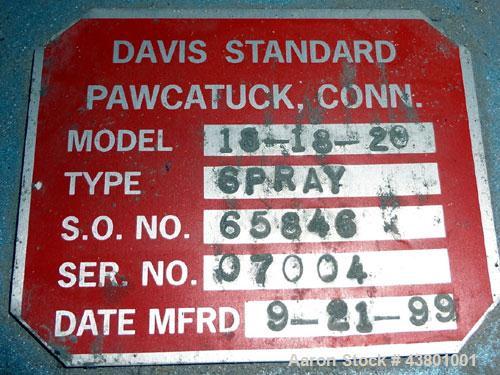 DAVIS STANDARD
PAWCATUCK, CONN.
MODEL 18-18-20
TYPE SPRAY
S.O. NO. 65846
SER. NO. 07004
DATE MFRD 9-21-99
Aaron Stock # 43801001